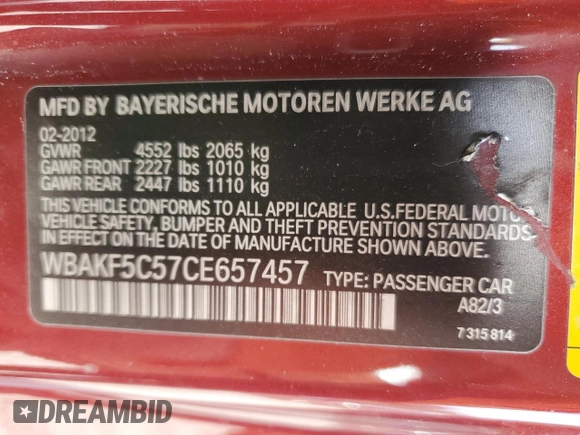 MFD BY BAYERISCHE MOTOREN WERKE AG
02-2012
GVWR 4552 lbs 2065 kg
GAWR FRONT 2227 lbs 1010 kg
GAWR REAR 2447 lbs 1110 kg
THIS VEHICLE CONFORMS TO ALL APPLICABLE U.S.FEDERAL MOTO
VEHICLE SAFETY, BUMPER, AND THEFT PREVENTION STANDARDS
IN EFFECT ON THE DATE OF MANUFACTURE SHOWN ABOVE.
WBAKF5C57CE657457 TYPE: PASSENGER CAR
A82/3
7 315 814
DREAMBID